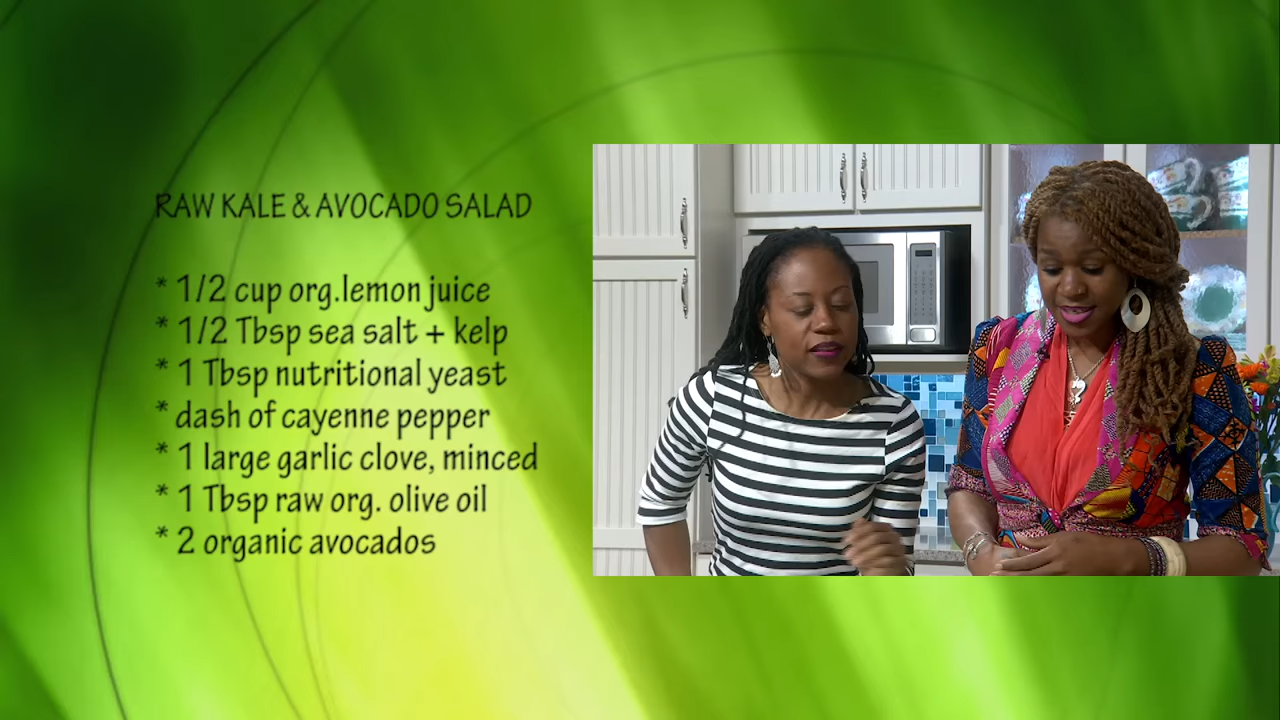 RAW KALE & AVOCADO SALAD
* 1/2 cup org.lemon juice
* 1/2 Tbsp sea salt + kelp
* 1 Tbsp nutritional yeast
* dash of cayenne pepper
* 1 large garlic clove, minced
* 1 Tbsp raw org. olive oil
* 2 organic avocados